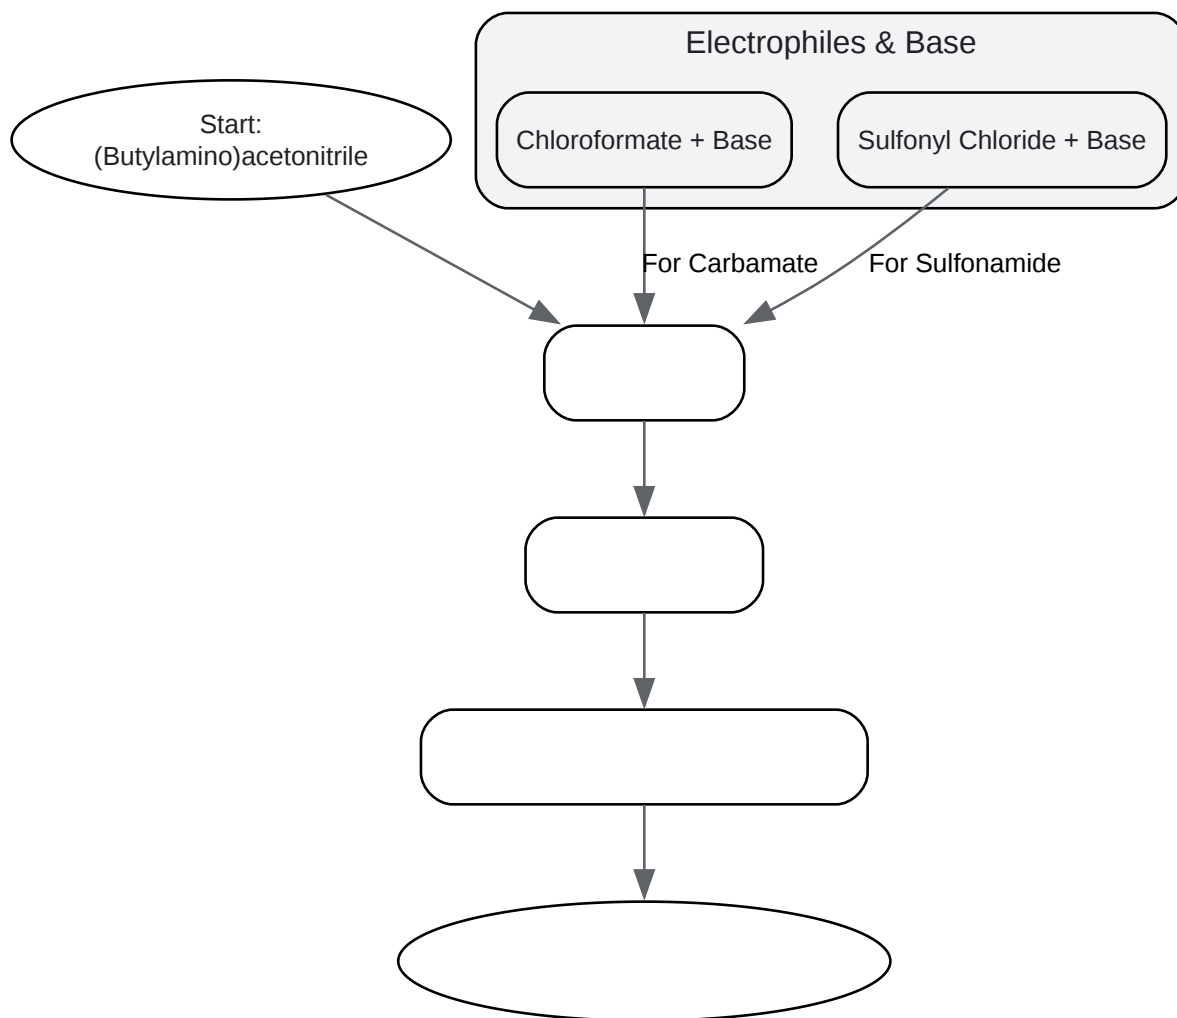 Electrophiles & Base
Start:
(Butylamino)acetonitrile
Chloroformate + Base
Sulfonyl Chloride + Base
For Carbamate
For Sulfonamide